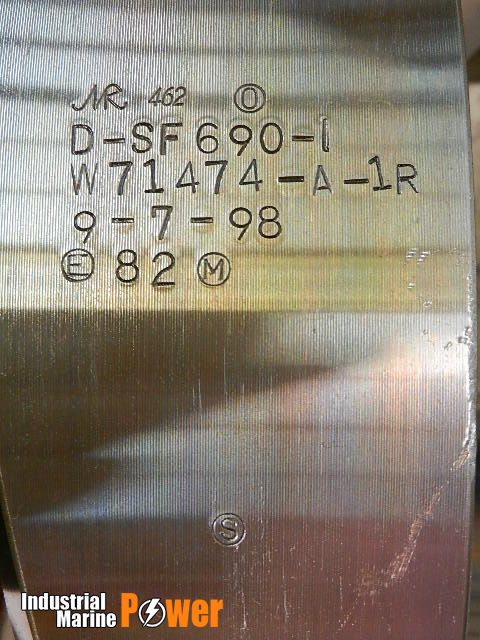 NR 462 Ⓞ
D-SF690-1
W71474-A-1R
9-7-98
Ⓔ 82 Ⓜ
Ⓢ
Industrial
Marine Power